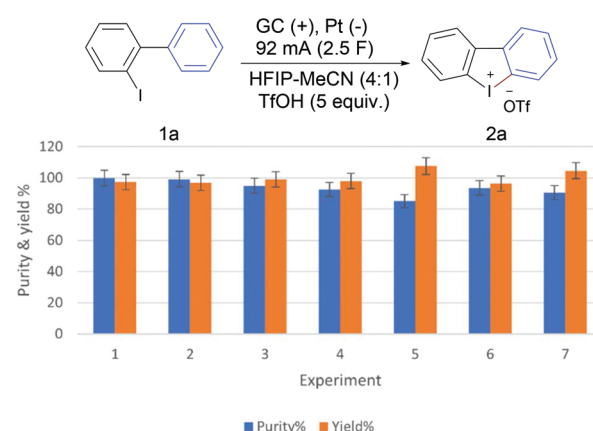 GC (+), Pt (-)
92 mA (2.5 F)
HFIP-MeCN (4:1)
TfOH (5 equiv.)
I
I
+
−
OTf
1a
2a
120
100
80
60
40
20
0
Purity & yield %
1 2 3 4 5 6 7
Experiment
Purity% Yield%